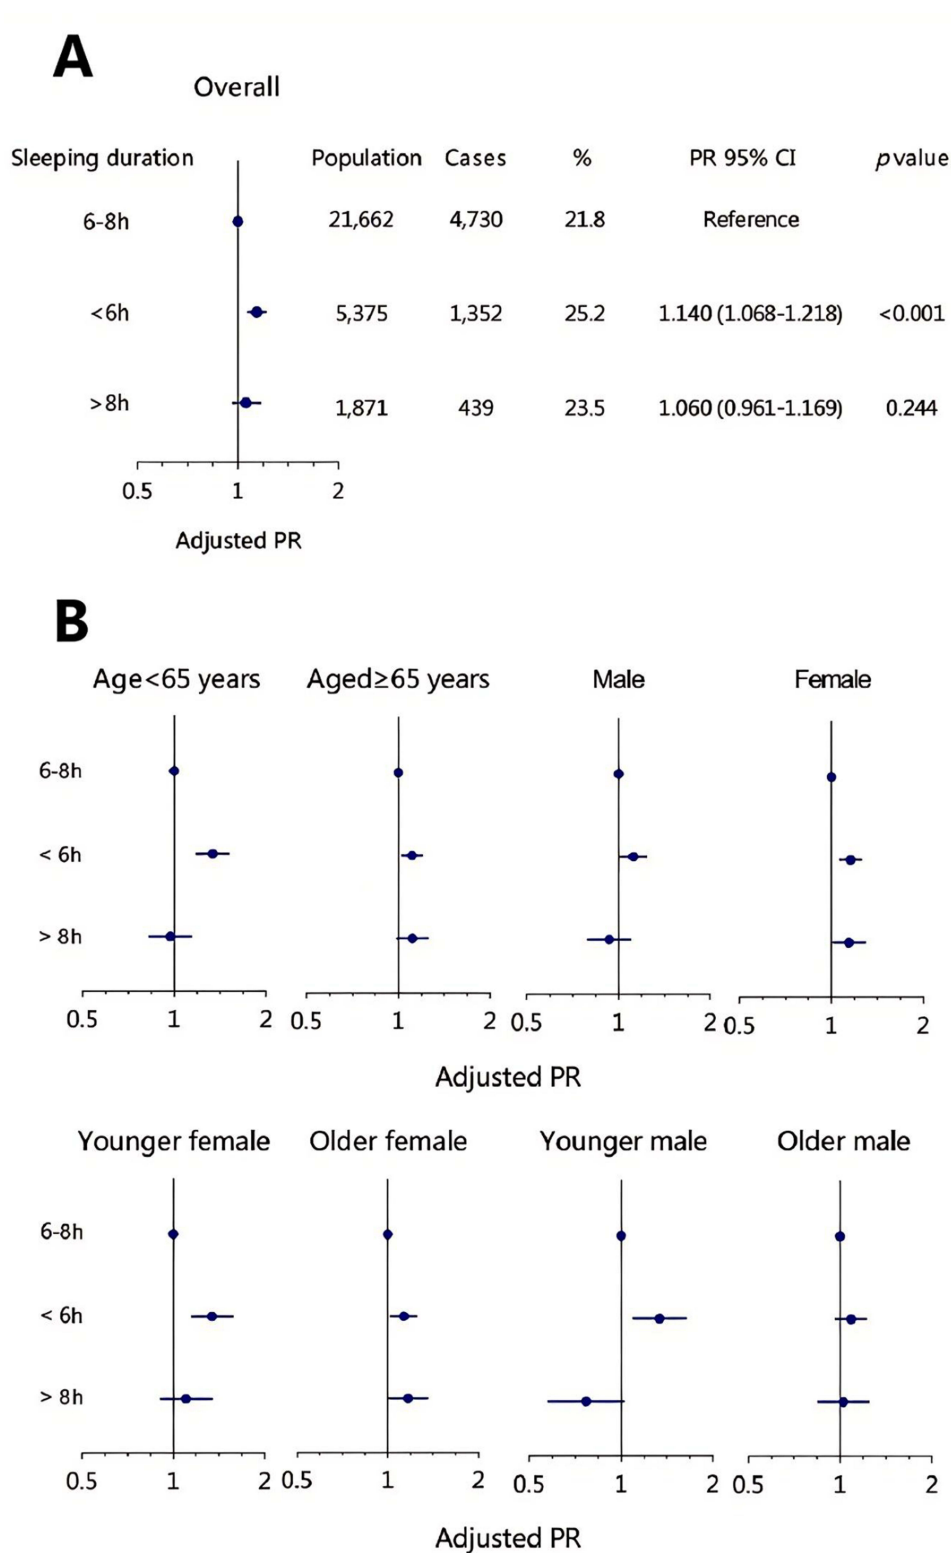 A
Overall
Sleeping duration Population Cases % PR 95% CI p value
6-8h 21,662 4,730 21.8 Reference
<6h 5,375 1,352 25.2 1.140 (1.068-1.218) <0.001
>8h 1,871 439 23.5 1.060 (0.961-1.169) 0.244
0.5 1 2
Adjusted PR
B
Age<65 years Aged≥65 years Male Female
6-8h
< 6h
> 8h
0.5 1 2 0.5 1 2 0.5 1 2 0.5 1 2
Adjusted PR
Younger female Older female Younger male Older male
6-8h
< 6h
> 8h
0.5 1 2 0.5 1 2 0.5 1 2 0.5 1 2
Adjusted PR